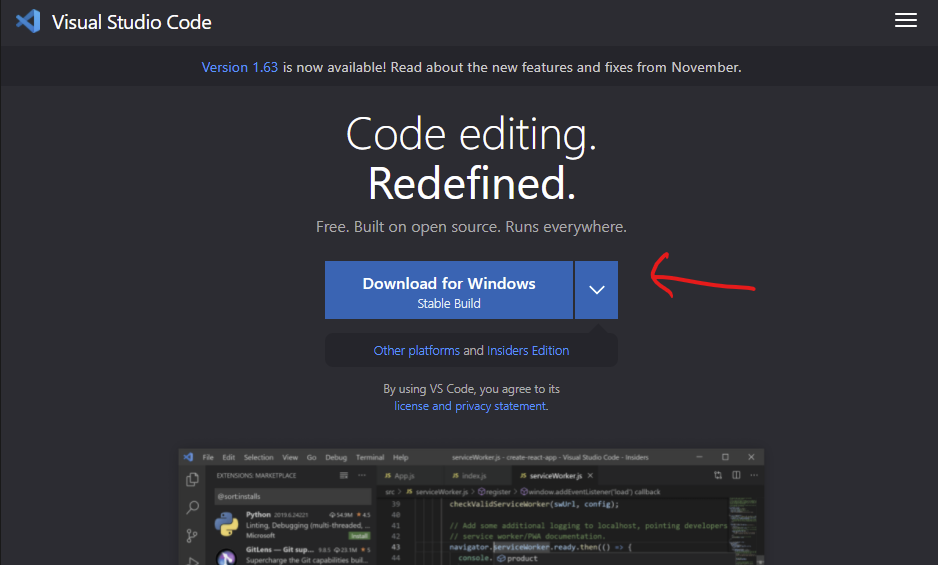 Visual Studio Code
Version 1.63 is now available! Read about the new features and fixes from November.
Code editing.
Redefined.
Free. Built on open source. Runs everywhere.
Download for Windows
Stable Build
Other platforms and Insiders Edition
By using VS Code, you agree to its
license and privacy statement.
File Edit Selection View Go Debug Terminal Help serviceWorker.js - create-react-app - Visual Studio Code - Insiders
EXTENSIONS: MARKETPLACE
@sort:installs
Python 2019.6.24221 54.9M 4.5
Linting, Debugging (multi-threaded,
Microsoft Install
GitLens — Git sup... 9.8.5 23.1M 5
Supercharge the Git capabilities buil
JS App.js JS index.js JS serviceWorker.js
src > JS serviceWorker.js > register > window.addEventListener('load') callback
39 checkValidServiceWorker(swUrl, config);
40
41 // Add some additional logging to localhost, pointing developers
42 // service worker/PWA documentation.
43 navigator.serviceWorker.ready.then(() => {
44 console. product